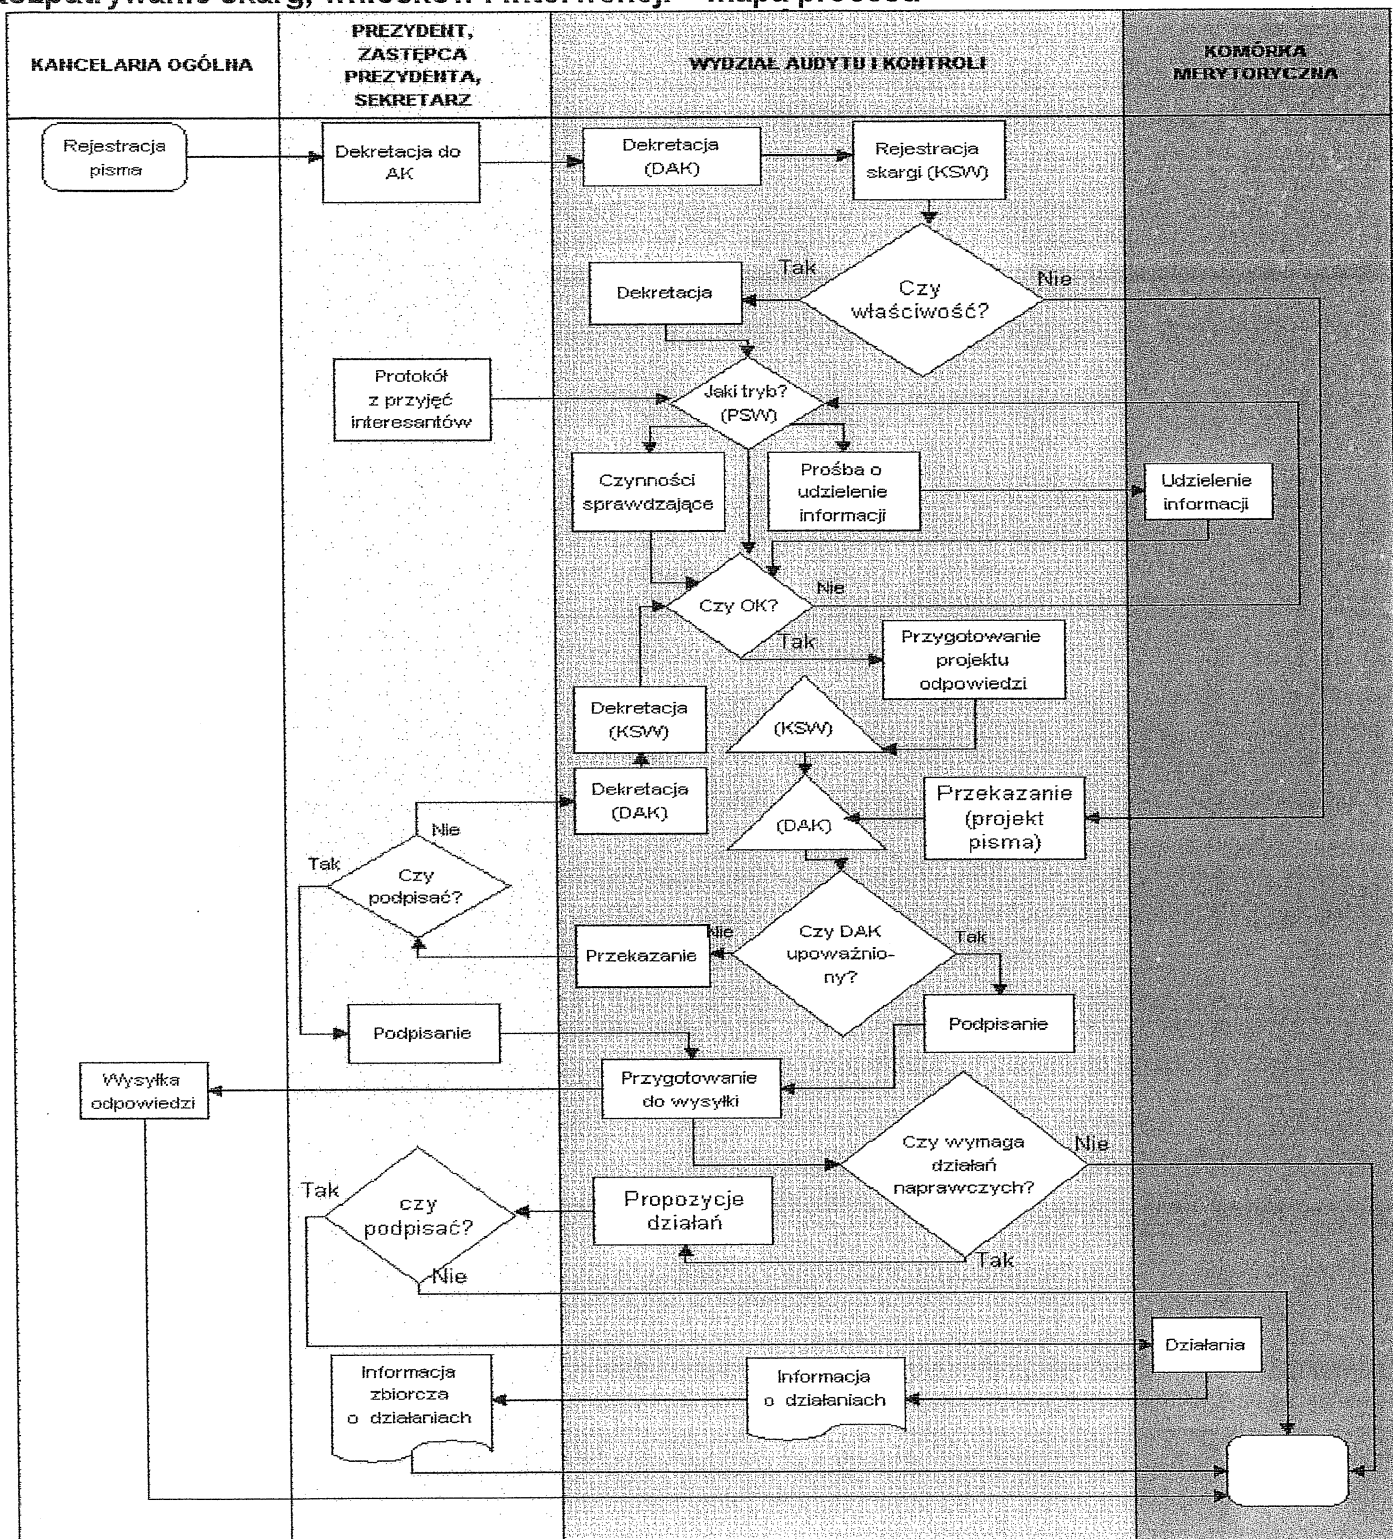 KANCELARIA OGÓLNA
PREZYDENT,
ZASTĘPCA
PREZYDENTA,
SEKRETARZ
WYDZIAŁ AUDYTU I KONTROLI
KOMÓRKA
MERYTORYCZNA
Rejestracja
pisma
Dekretacja do
AK
Dekretacja
(DAK)
Rejestracja
skargi (KSW)
Czy
właściwość?
Tak
Nie
Dekretacja
Protokół
z przyjęć
interesantów
Jaki tryb?
(PSW)
Czynności
sprawdzające
Prośba o
udzielenie
informacji
Udzielenie
informacji
Czy OK?
Nie
Tak
Przygotowanie
projektu
odpowiedzi
Dekretacja
(KSW)
(KSW)
Dekretacja
(DAK)
(DAK)
Przekazanie
(projekt
pisma)
Nie
Tak
Czy
podpisać?
Przekazanie
Nie
Czy DAK
upoważnio-
ny?
Tak
Podpisanie
Podpisanie
Wysyłka
odpowiedzi
Przygotowanie
do wysyłki
Czy wymaga
działań
naprawczych?
Nie
Tak
Tak
czy
podpisać?
Nie
Propozycje
działań
Działania
Informacja
zbiorcza
o działaniach
Informacja
o działaniach